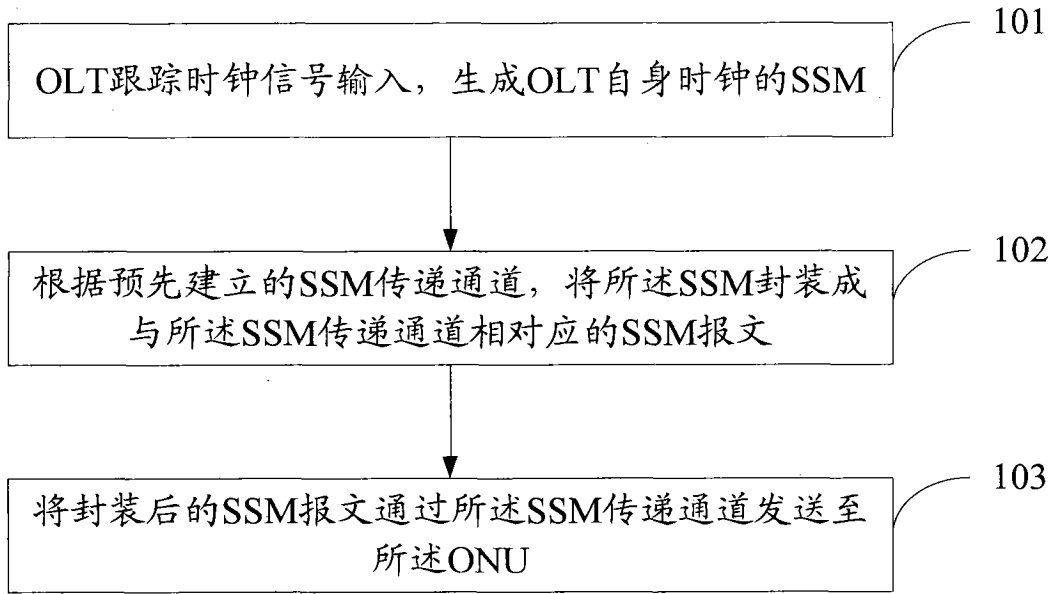 101
OLT跟踪时钟信号输入，生成OLT自身时钟的SSM
102
根据预先建立的SSM传递通道，将所述SSM封装成
与所述SSM传递通道相对应的SSM报文
103
将封装后的SSM报文通过所述SSM传递通道发送至
所述ONU